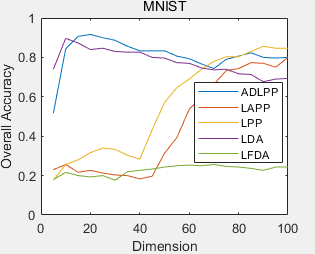 MNIST
1
0.8
0.6
0.4
0.2
0
Overall Accuracy
ADLPP
LAPP
LPP
LDA
LFDA
0 20 40 60 80 100
Dimension